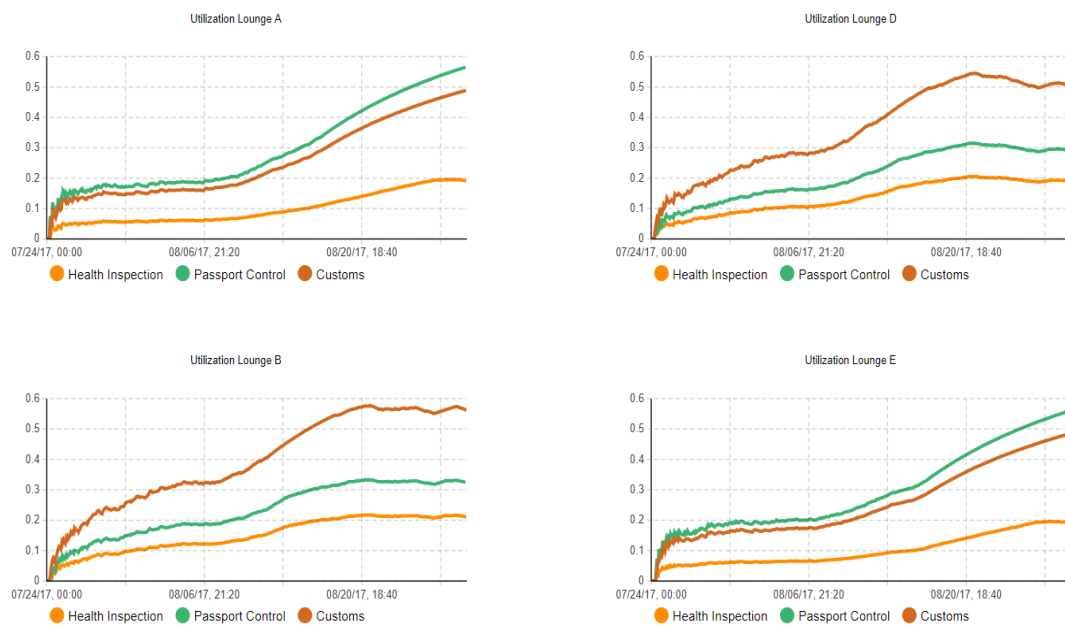 Utilization Lounge A
0.6
0.5
0.4
0.3
0.2
0.1
0
07/24/17, 00:00 08/06/17, 21:20 08/20/17, 18:40
Health Inspection Passport Control Customs
Utilization Lounge D
0.6
0.5
0.4
0.3
0.2
0.1
0
07/24/17, 00:00 08/06/17, 21:20 08/20/17, 18:40
Health Inspection Passport Control Customs
Utilization Lounge B
0.6
0.5
0.4
0.3
0.2
0.1
0
07/24/17, 00:00 08/06/17, 21:20 08/20/17, 18:40
Health Inspection Passport Control Customs
Utilization Lounge E
0.6
0.5
0.4
0.3
0.2
0.1
0
07/24/17, 00:00 08/06/17, 21:20 08/20/17, 18:40
Health Inspection Passport Control Customs